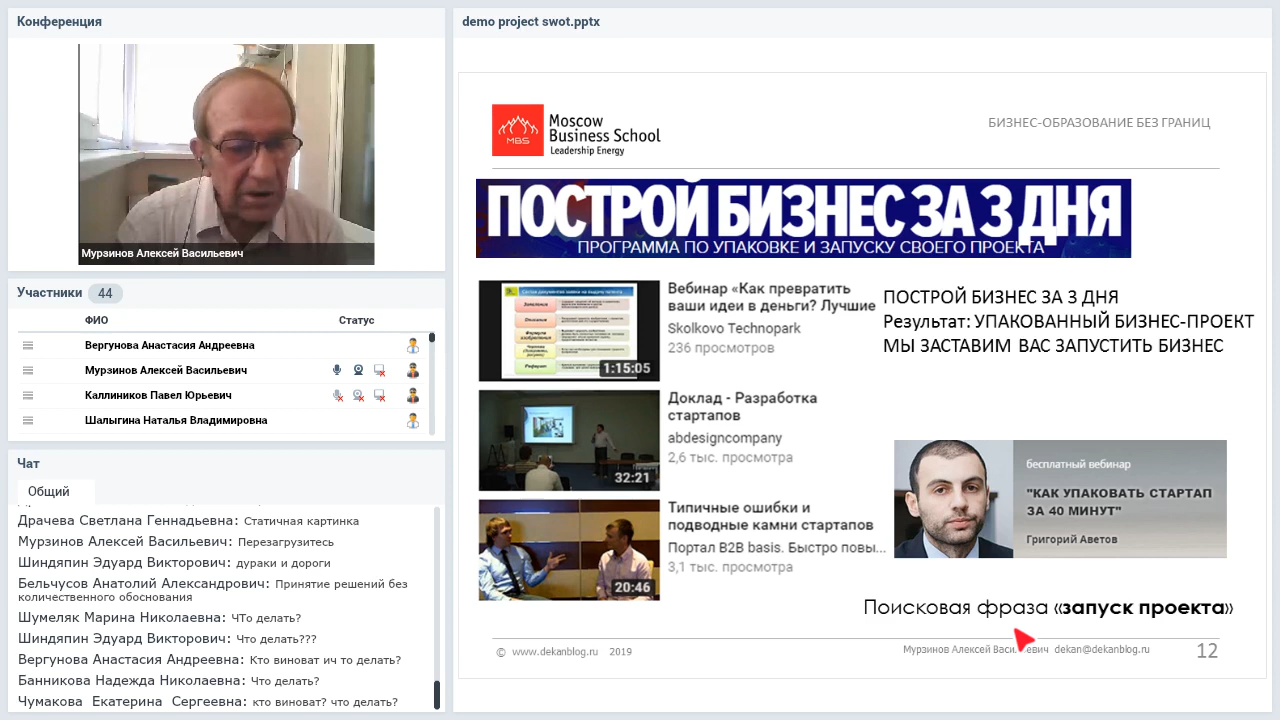 Конференция
Мурзинов Алексей Васильевич
Участники 44
ФИО Статус
Вергунова Анастасия Андреевна
Мурзинов Алексей Васильевич
Каллиников Павел Юрьевич
Шалыгина Наталья Владимировна
Чат
Общий
Драчева Светлана Геннадьевна: Статичная картинка
Мурзинов Алексей Васильевич: Перезагрузитесь
Шиндяпин Эдуард Викторович: дураки и дороги
Бельчусов Анатолий Александрович: Принятие решений без
количественного обоснования
Шумеляк Марина Николаевна: ЧТо делать?
Шиндяпин Эдуард Викторович: Что делать???
Вергунова Анастасия Андреевна: Кто виноват ич то делать?
Банникова Надежда Николаевна: Что делать?
Чумакова Екатерина Сергеевна: кто виноват? что делать?
demo project swot.pptx
MBS
Moscow
Business School
Leadership Energy
БИЗНЕС-ОБРАЗОВАНИЕ БЕЗ ГРАНИЦ
ПОСТРОЙ БИЗНЕС ЗА 3 ДНЯ
ПРОГРАММА ПО УПАКОВКЕ И ЗАПУСКУ СВОЕГО ПРОЕКТА
1:15:05
Вебинар «Как превратить
ваши идеи в деньги? Лучшие
Skolkovo Technopark
236 просмотров
32:21
Доклад - Разработка
стартапов
abdesigncompany
2,6 тыс. просмотра
20:46
Типичные ошибки и
подводные камни стартапов
Портал B2B basis. Быстро повы...
3,1 тыс. просмотра
ПОСТРОЙ БИЗНЕС ЗА 3 ДНЯ
Результат: УПАКОВАННЫЙ БИЗНЕС-ПРОЕКТ
МЫ ЗАСТАВИМ ВАС ЗАПУСТИТЬ БИЗНЕС
бесплатный вебинар
"КАК УПАКОВАТЬ СТАРТАП
ЗА 40 МИНУТ"
Григорий Аветов
Поисковая фраза «запуск проекта»
© www.dekanblog.ru 2019
Мурзинов Алексей dekan@dekanblog.ru
12